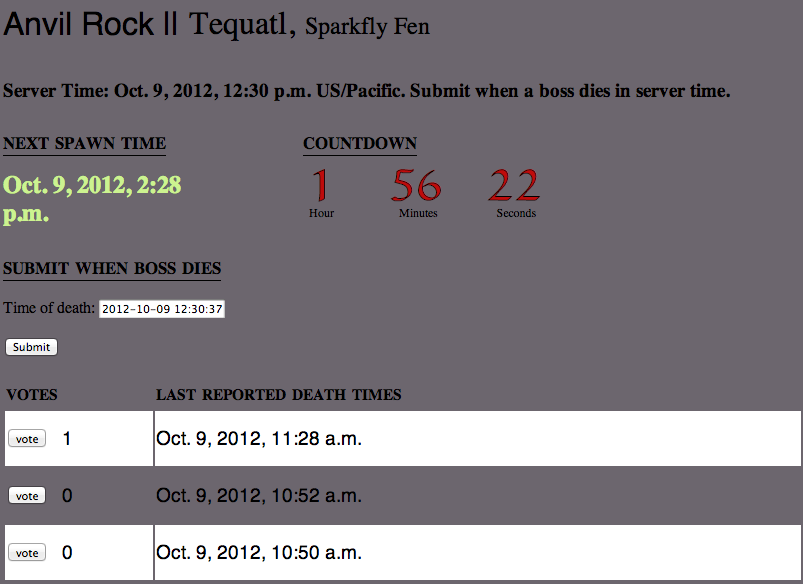 Anvil Rock || Tequatl, Sparkfly Fen
Server Time: Oct. 9, 2012, 12:30 p.m. US/Pacific. Submit when a boss dies in server time.
NEXT SPAWN TIME COUNTDOWN
Oct. 9, 2012, 2:28
p.m.
1 56 22
Hour Minutes Seconds
SUBMIT WHEN BOSS DIES
Time of death: 2012-10-09 12:30:37
Submit
VOTES LAST REPORTED DEATH TIMES
vote 1 Oct. 9, 2012, 11:28 a.m.
vote 0 Oct. 9, 2012, 10:52 a.m.
vote 0 Oct. 9, 2012, 10:50 a.m.